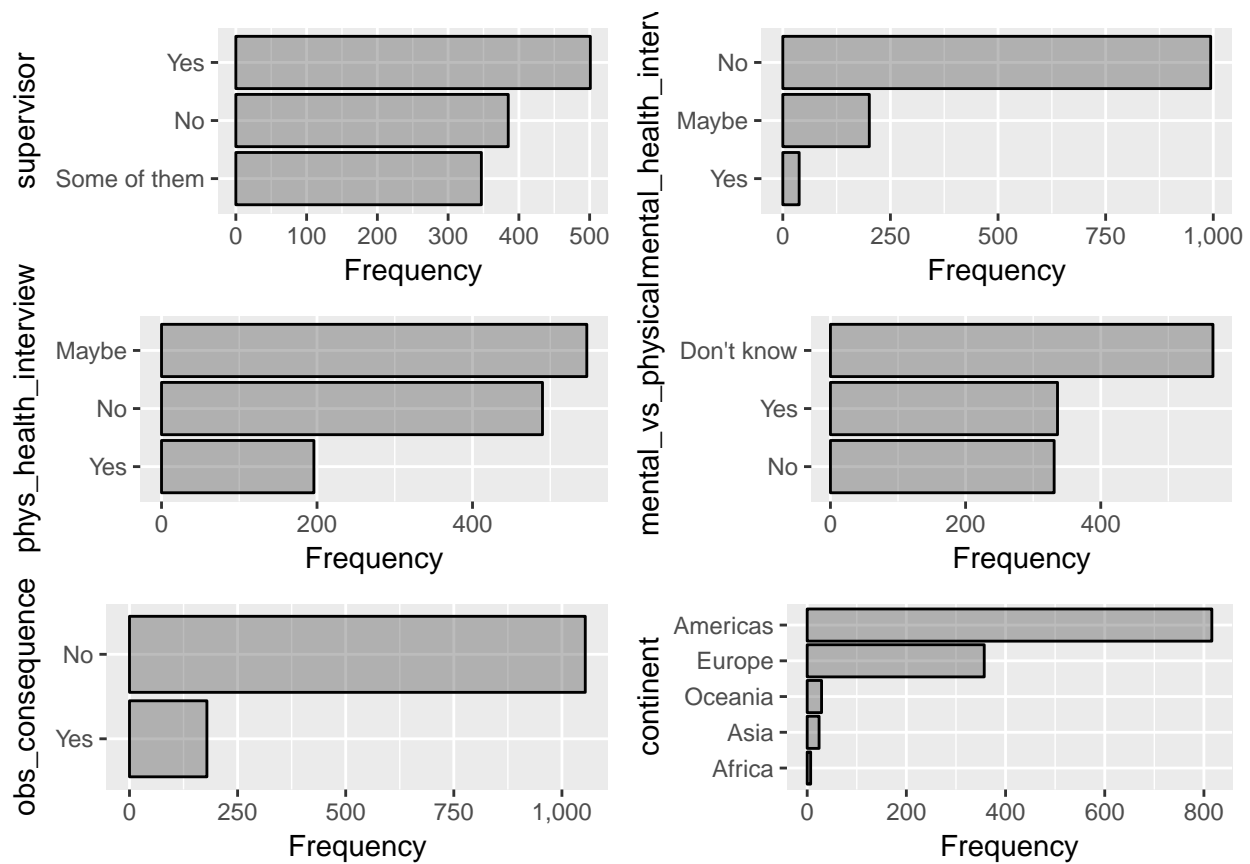 supervisor
Yes
No
Some of them
0 100 200 300 400 500
Frequency
mental_health_interv
No
Maybe
Yes
0 250 500 750 1,000
Frequency
phys_health_interview
Maybe
No
Yes
0 200 400
Frequency
mental_vs_physical
Don't know
Yes
No
0 200 400
Frequency
obs_consequence
No
Yes
0 250 500 750 1,000
Frequency
continent
Americas
Europe
Oceania
Asia
Africa
0 200 400 600 800
Frequency